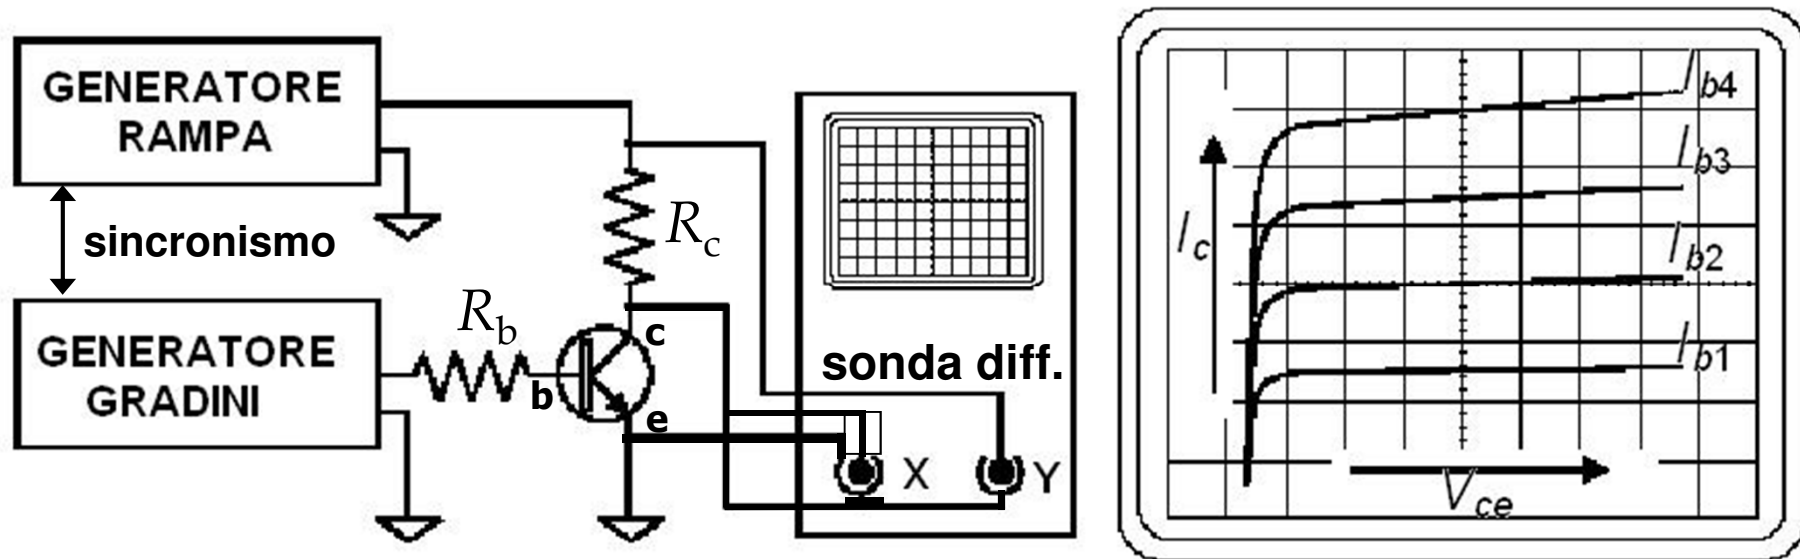 GENERATORE
RAMPA
sincronismo
GENERATORE
GRADINI
Rb
Rc
c
b
e
sonda diff.
X
Y
Ic
Ib4
Ib3
Ib2
Ib1
Vce